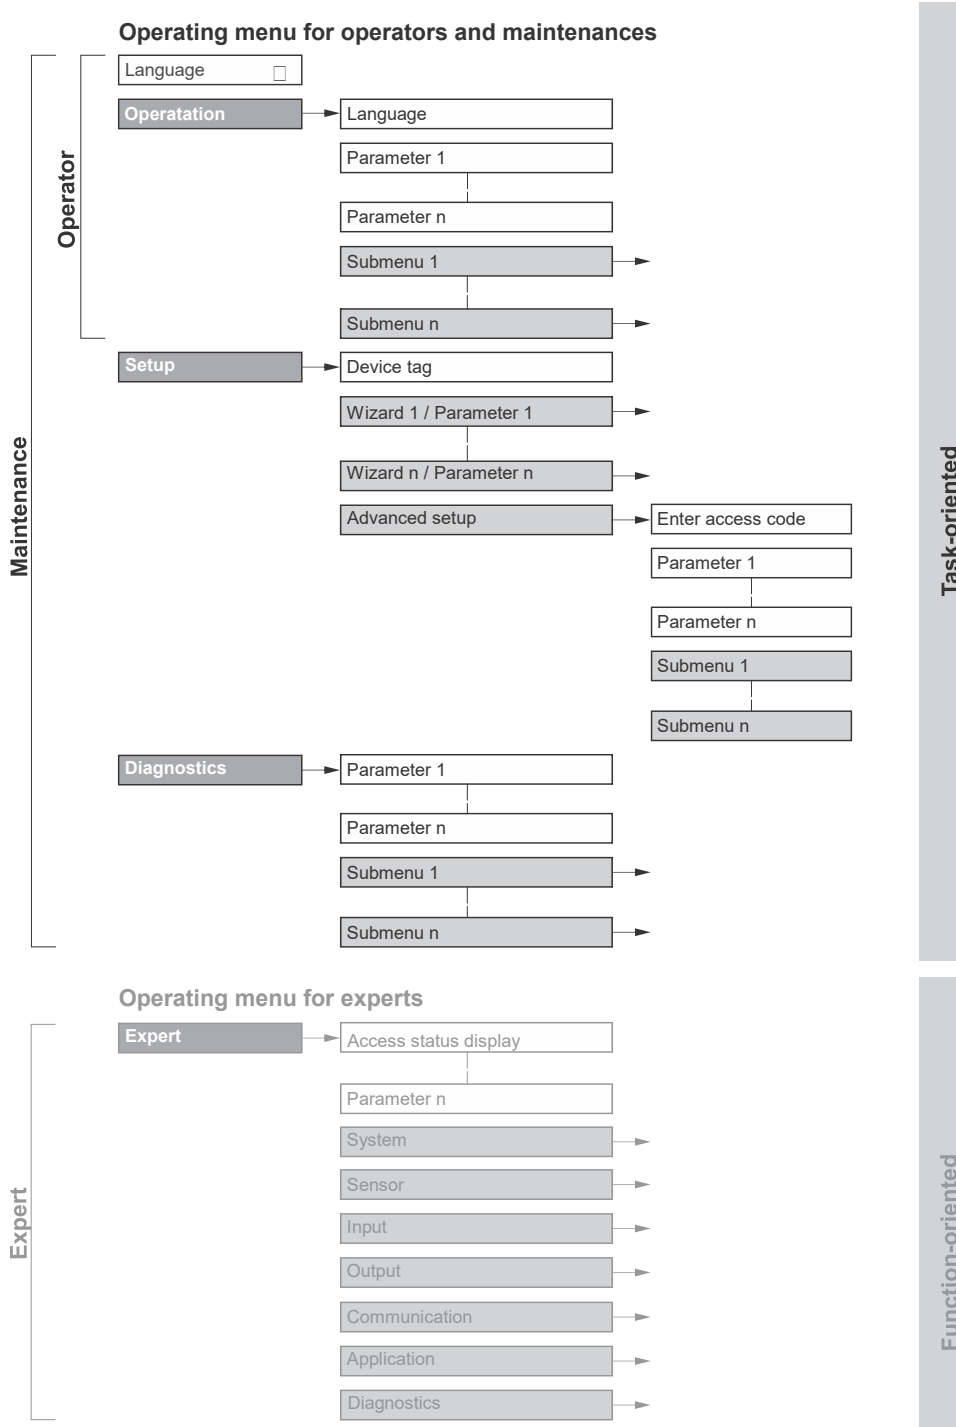 Operating menu for operators and maintenances
Language
Operatation
Language
Parameter 1
Parameter n
Submenu 1
Submenu n
Operator
Setup
Device tag
Wizard 1 / Parameter 1
Wizard n / Parameter n
Advanced setup
Enter access code
Parameter 1
Parameter n
Submenu 1
Submenu n
Maintenance
Task-oriented
Diagnostics
Parameter 1
Parameter n
Submenu 1
Submenu n
Operating menu for experts
Expert
Access status display
Parameter n
System
Sensor
Input
Output
Communication
Application
Diagnostics
Expert
Function-oriented